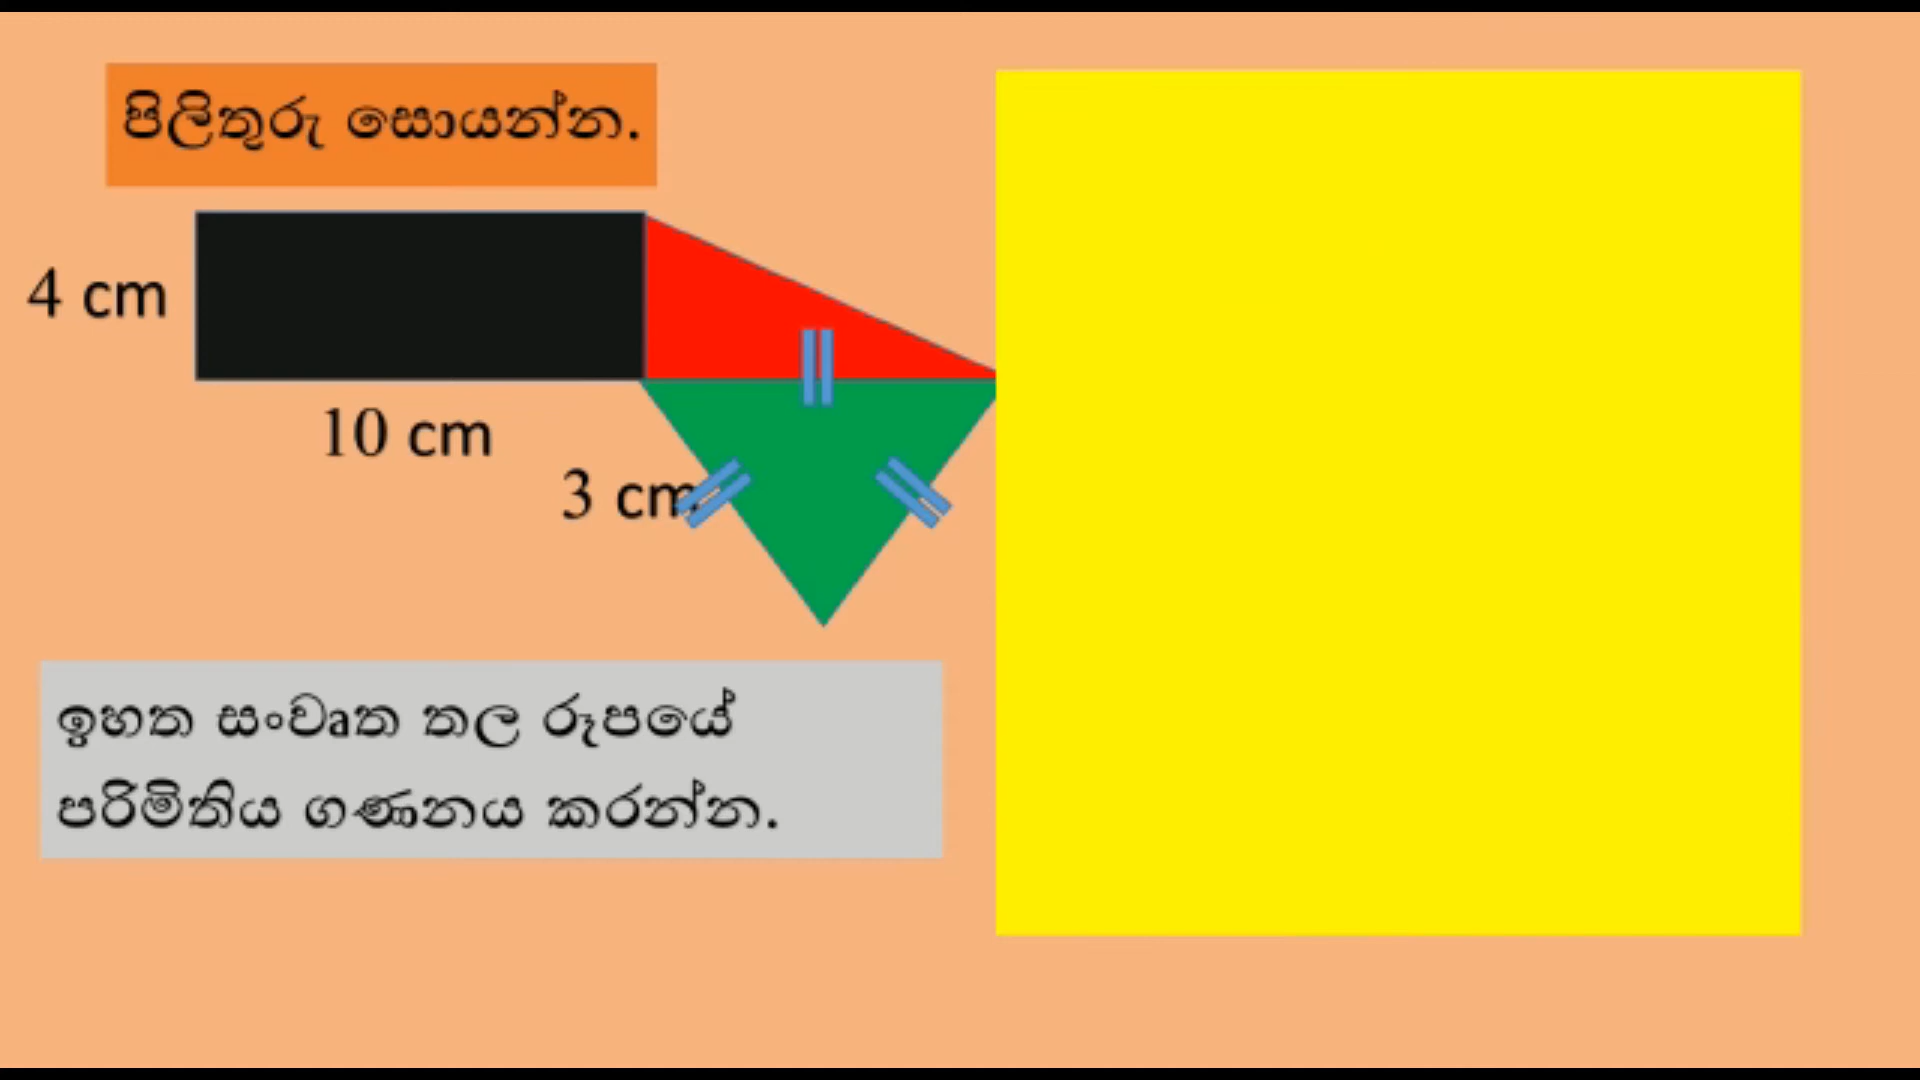 පිලිතුරු සොයන්න.
4 cm
10 cm
3 cm
ඉහත සංවෘත තල රූපයේ
පරිමිතිය ගණනය කරන්න.